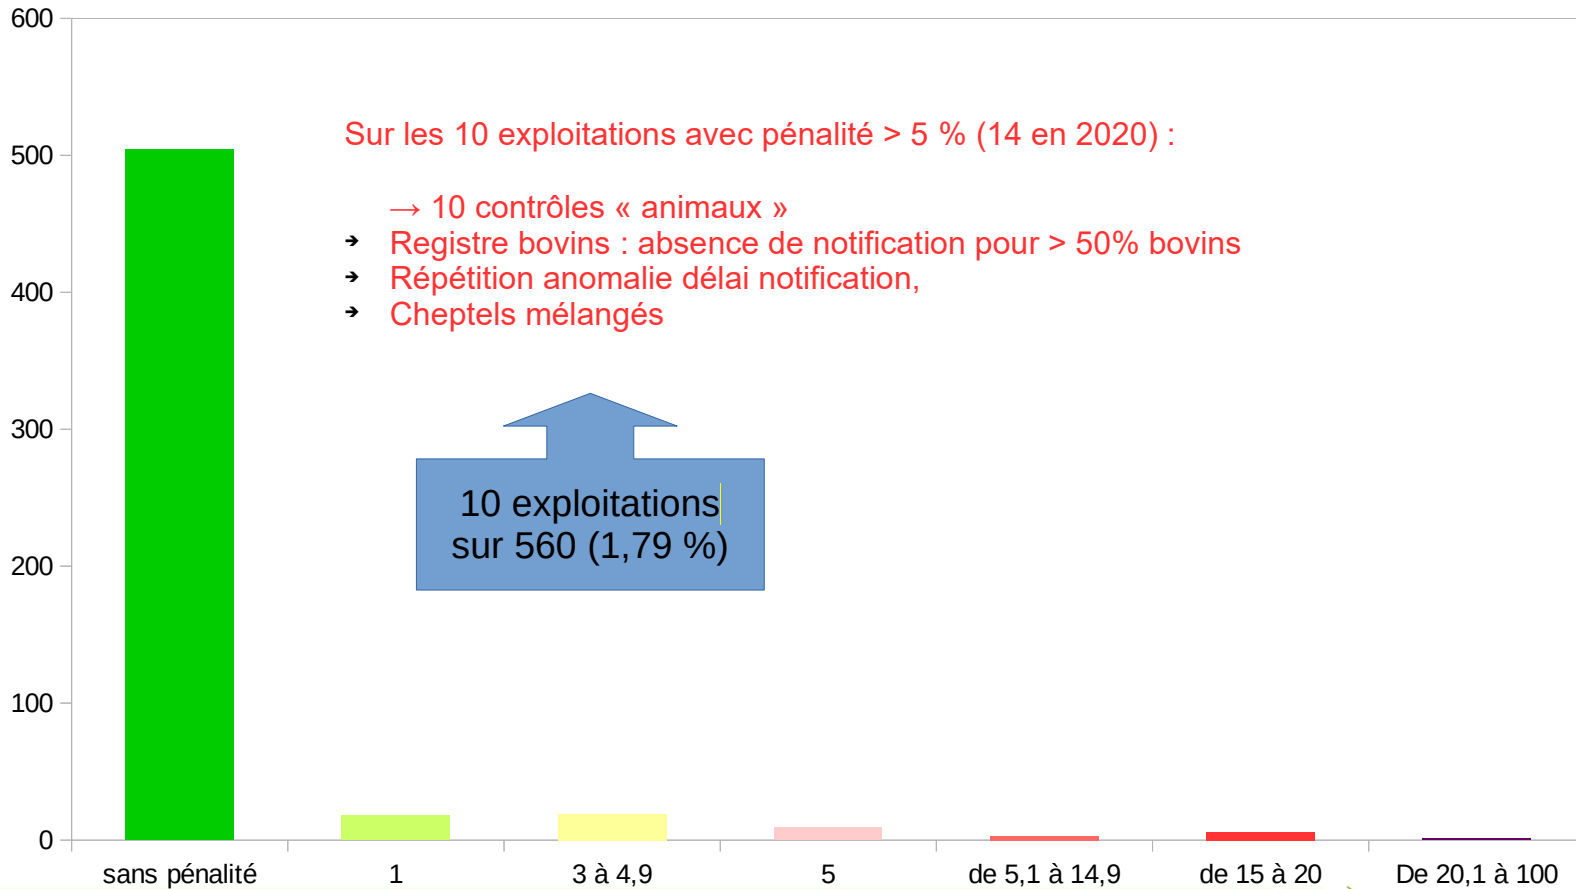 600
500
400
300
200
100
0
Sur les 10 exploitations avec pénalité > 5 % (14 en 2020) :
→ 10 contrôles « animaux »
➔ Registre bovins : absence de notification pour > 50% bovins
➔ Répétition anomalie délai notification,
➔ Cheptels mélangés
10 exploitations
sur 560 (1,79 %)
sans pénalité
1
3 à 4,9
5
de 5,1 à 14,9
de 15 à 20
De 20,1 à 100